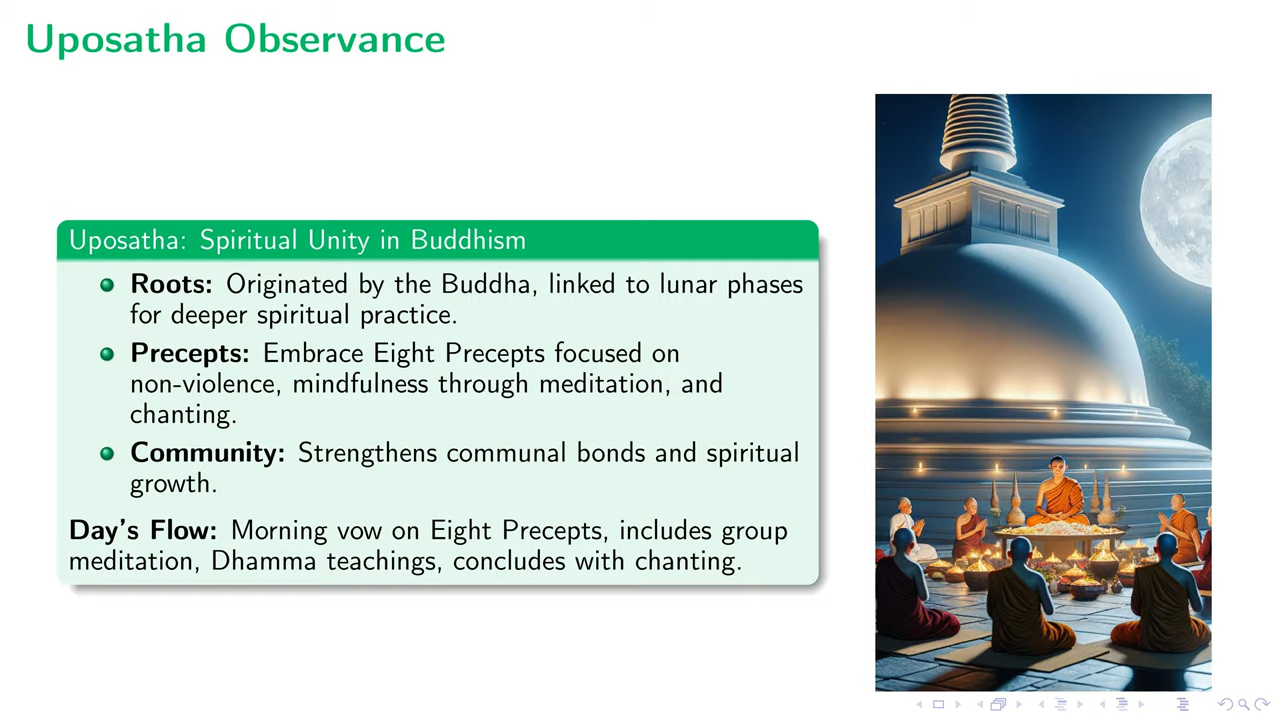 Uposatha Observance
Uposatha: Spiritual Unity in Buddhism
Roots: Originated by the Buddha, linked to lunar phases
for deeper spiritual practice.
Precepts: Embrace Eight Precepts focused on
non-violence, mindfulness through meditation, and
chanting.
Community: Strengthens communal bonds and spiritual
growth.
Day's Flow: Morning vow on Eight Precepts, includes group
meditation, Dhamma teachings, concludes with chanting.